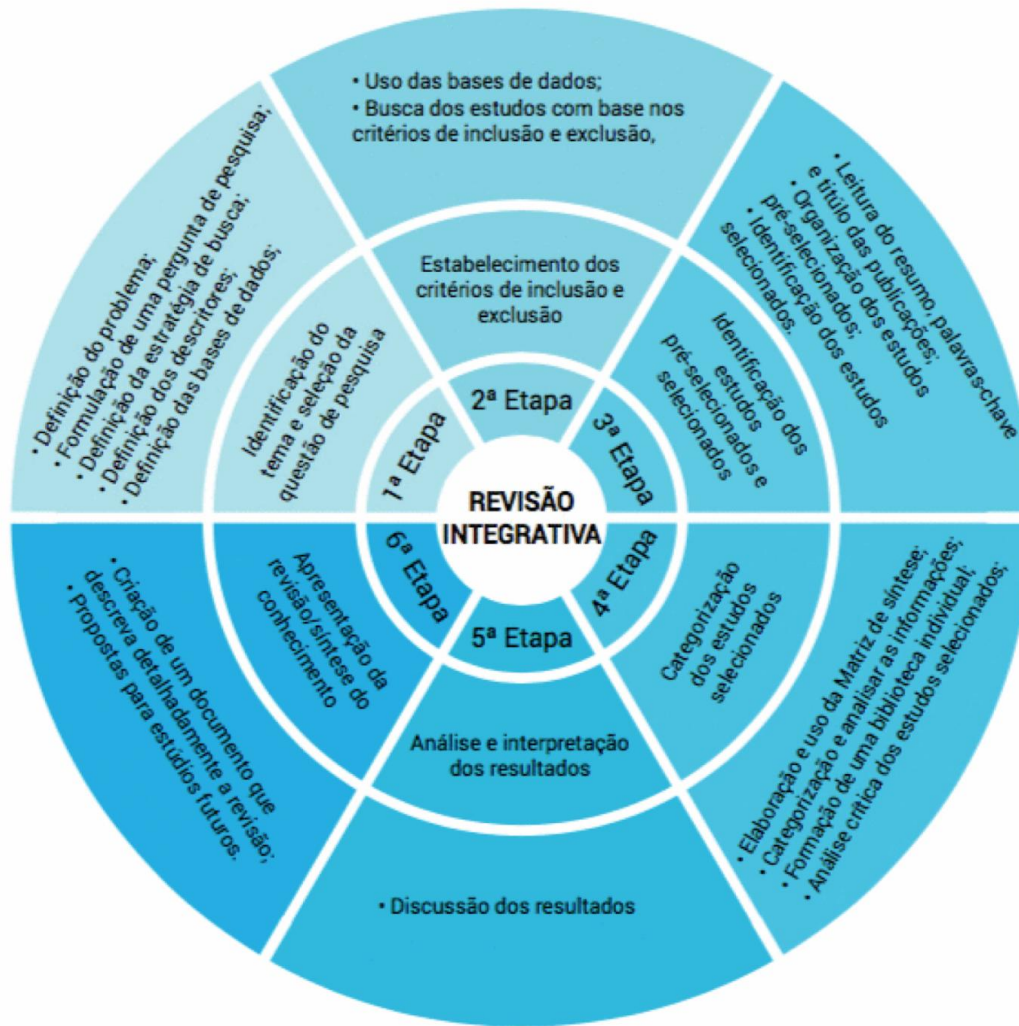 REVISÃO
INTEGRATIVA
1ª Etapa
Identificação do
tema e seleção da
questão de pesquisa
• Definição do problema;
• Formulação de uma pergunta de pesquisa;
• Definição da estratégia de busca;
• Definição dos descritores;
• Definição das bases de dados;
2ª Etapa
Estabelecimento dos
critérios de inclusão e
exclusão
• Uso das bases de dados;
• Busca dos estudos com base nos
critérios de inclusão e exclusão,
3ª Etapa
Identificação dos
estudos
pré-selecionados e
selecionados
• Leitura do resumo, palavras-chave
e titúlo das publicações;
• Organização dos estudos
pré-selecionados;
• Identificação dos estudos
selecionados.
4ª Etapa
Categorização
dos estudos
selecionados
• Elaboração e uso da Matriz de síntese;
• Categorização e analisar as informações;
• Formação de uma biblioteca individual;
• Análise crítica dos estudos selecionados;
5ª Etapa
Análise e interpretação
dos resultados
• Discussão dos resultados
6ª Etapa
Apresentação da
revisão/síntese do
conhecimento
• Criação de um documento que
descreva detalhadamente a revisão;
• Propostas para estúdios futuros.